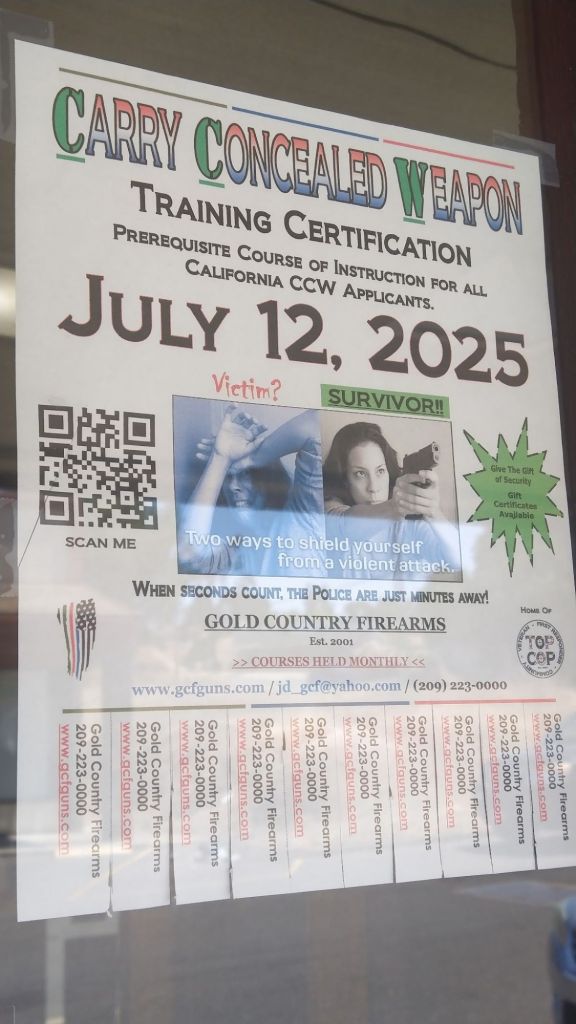 CARRY CONCEALED WEAPON
TRAINING CERTIFICATION
PREREQUISITE COURSE OF INSTRUCTION FOR ALL
CALIFORNIA CCW APPLICANTS.
JULY 12, 2025
Victim?
SURVIVOR!!
SCAN ME
Two ways to shield yourself
from a violent attack.
Give The Gift
of Security
Gift
Certificates
Available
WHEN SECONDS COUNT, THE POLICE ARE JUST MINUTES AWAY!
GOLD COUNTRY FIREARMS
Est. 2001
>> COURSES HELD MONTHLY <<
www.gcfguns.com / jd_gcf@yahoo.com / (209) 223-0000
HOME OF
VETERAN · FIRST RESPONDER
TOP
COP
COMMUNITY
Gold Country Firearms
209-223-0000
www.gcfguns.com
Gold Country Firearms
209-223-0000
www.gcfguns.com
Gold Country Firearms
209-223-0000
www.gcfguns.com
Gold Country Firearms
209-223-0000
www.gcfguns.com
Gold Country Firearms
209-223-0000
www.gcfguns.com
Gold Country Firearms
209-223-0000
www.gcfguns.com
Gold Country Firearms
209-223-0000
www.gcfguns.com
Gold Country Firearms
209-223-0000
www.gcfguns.com
Gold Country Firearms
209-223-0000
www.gcfguns.com
Gold Country Firearms
209-223-0000
www.gcfguns.com